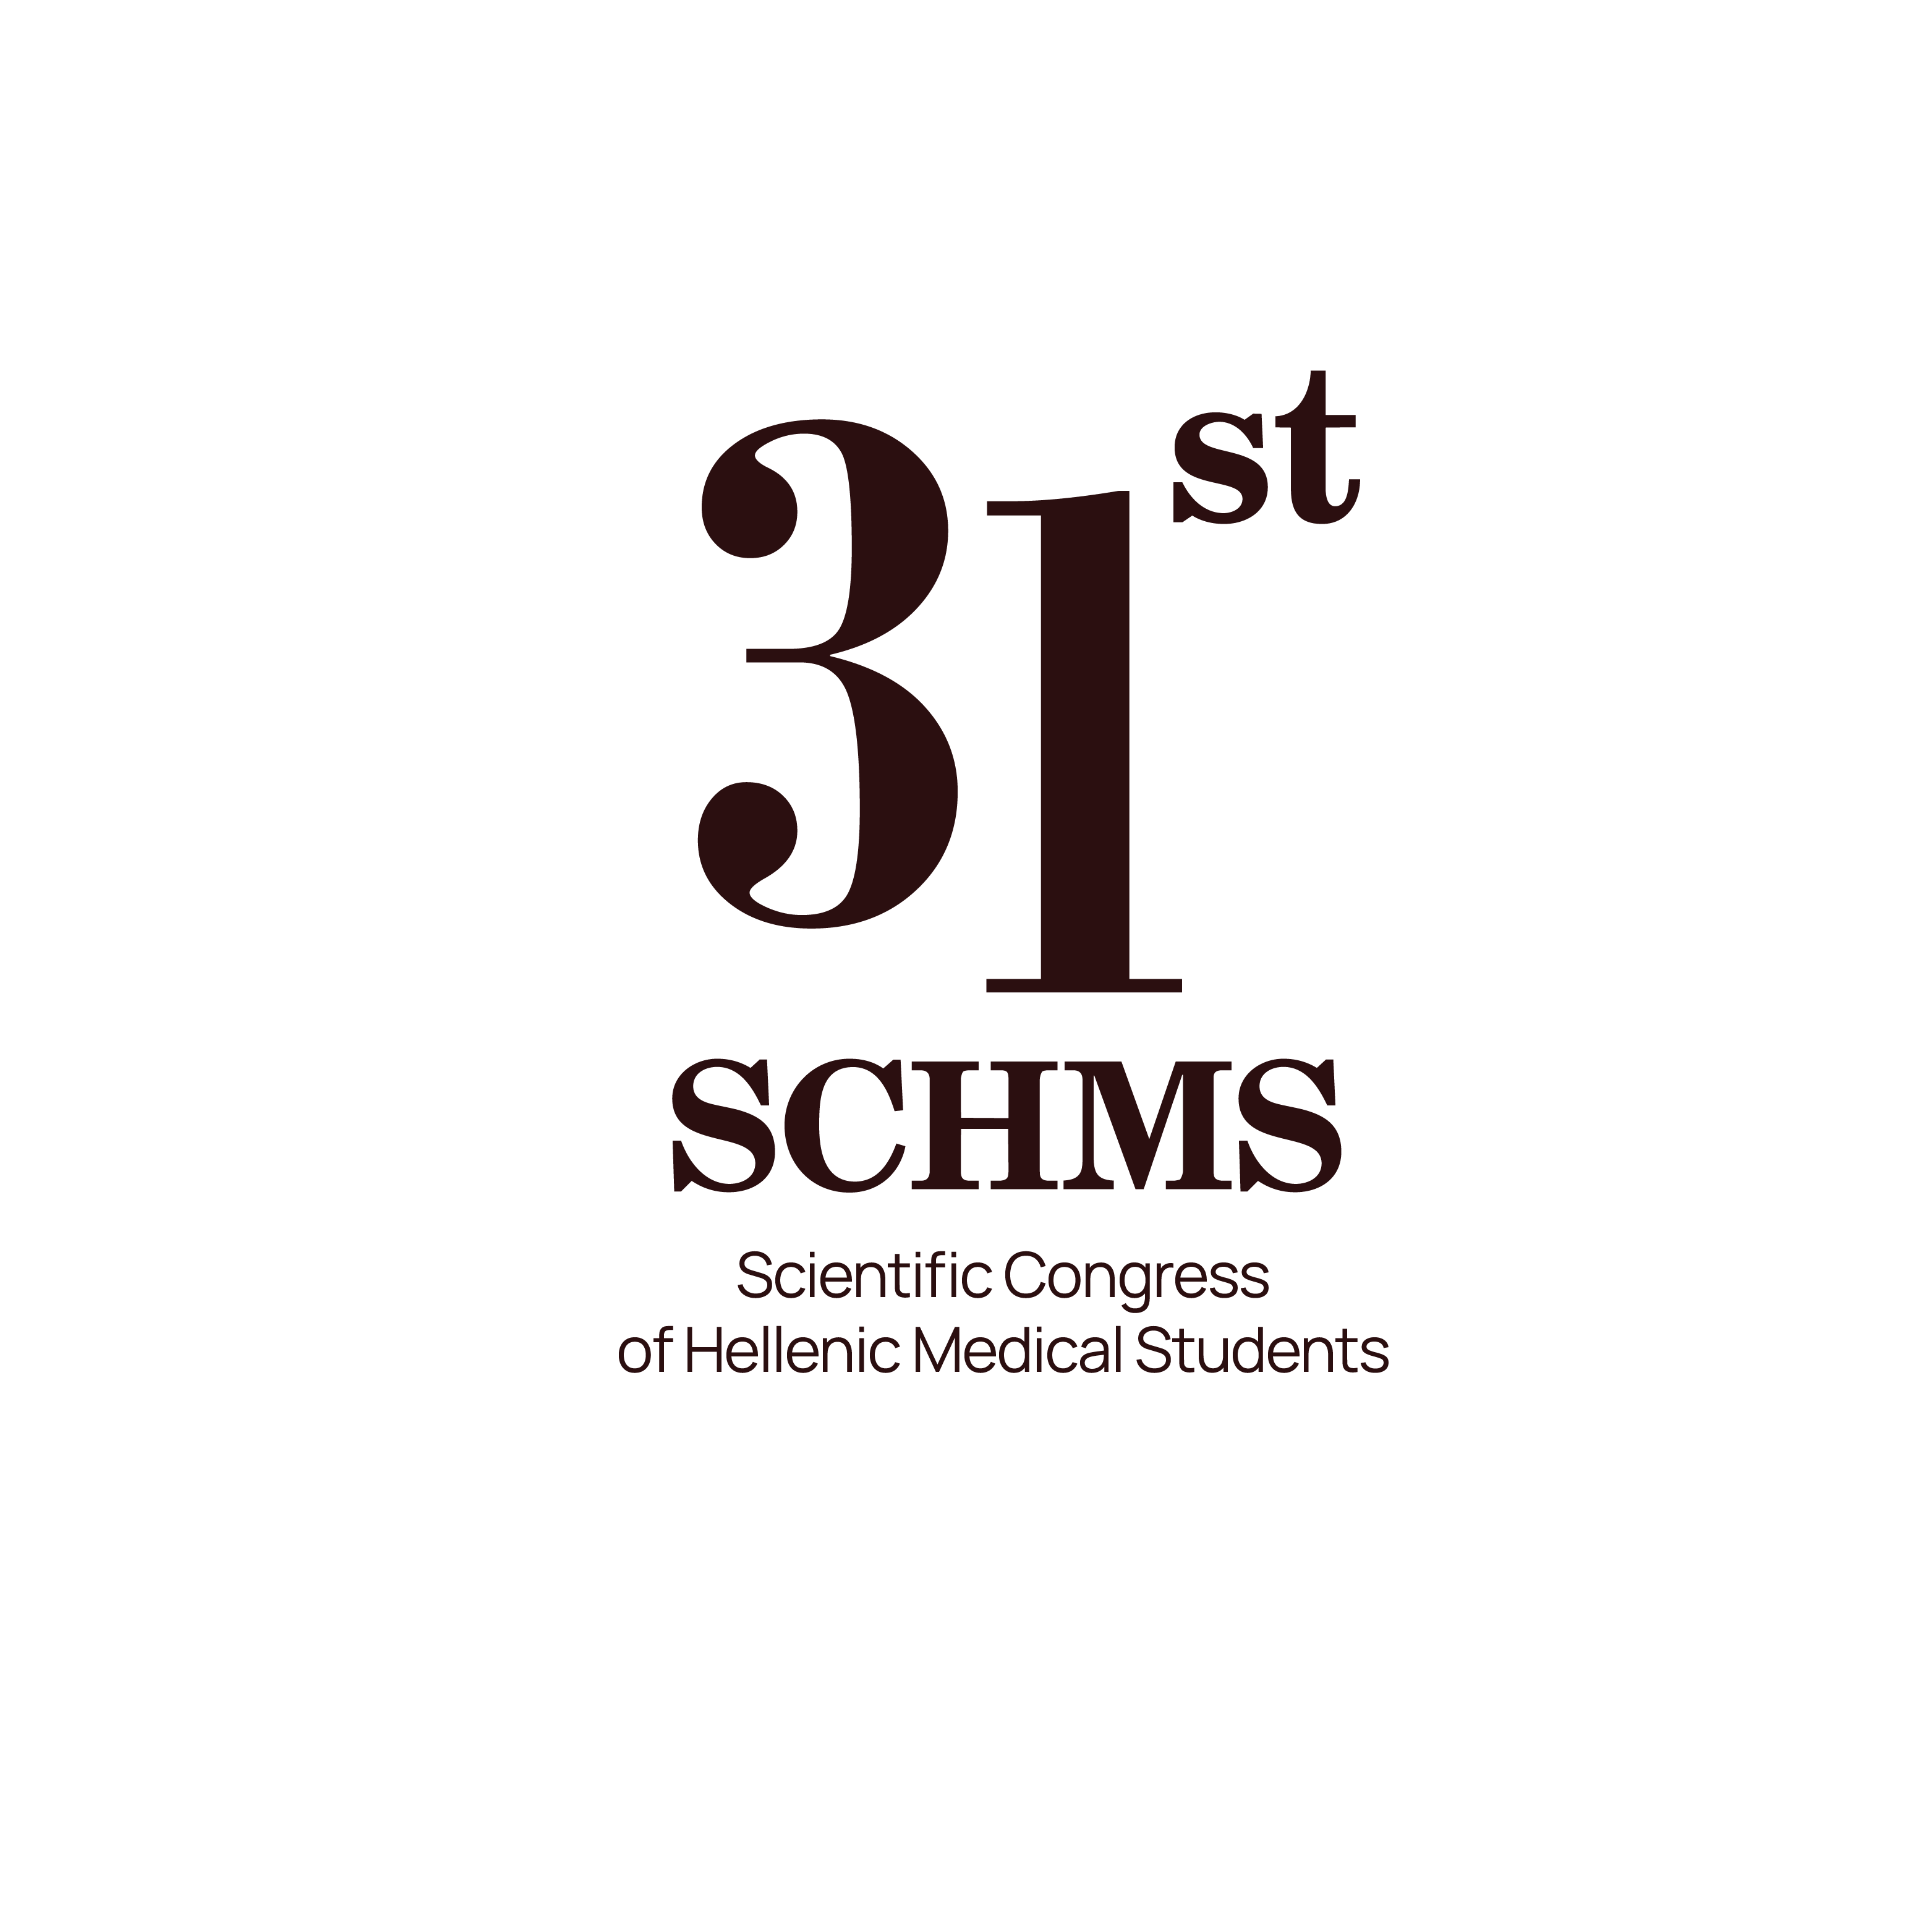 31st
SCHMS
Scientific Congress
of Hellenic Medical Students